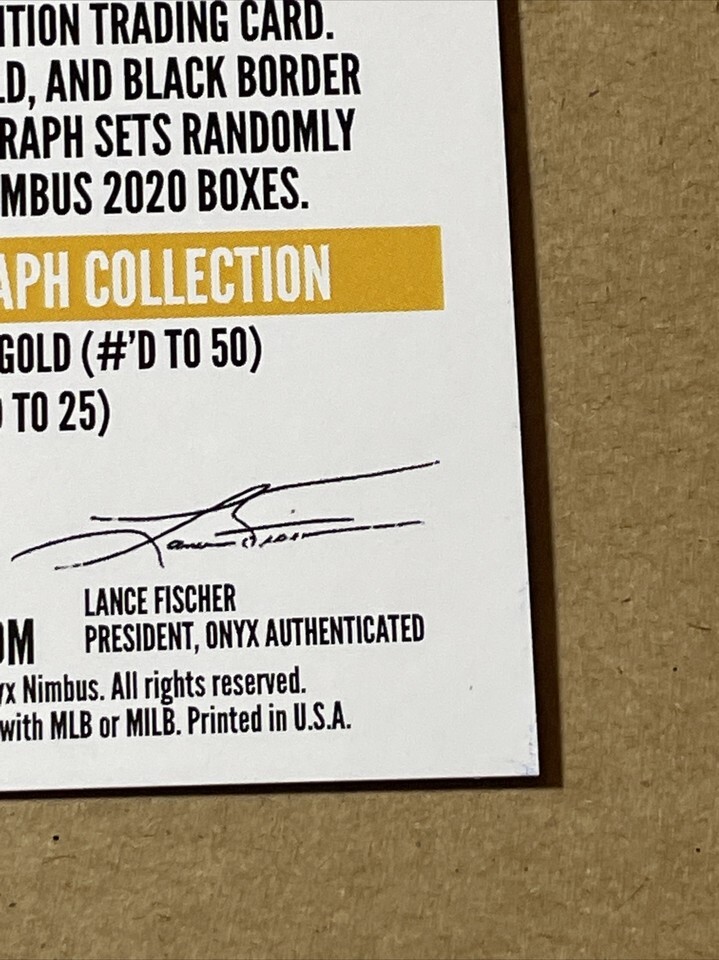 ITION TRADING CARD.
LD, AND BLACK BORDER
RAPH SETS RANDOMLY
MBUS 2020 BOXES.
APH COLLECTION
GOLD (#'D TO 50)
D TO 25)
LANCE FISCHER
OM PRESIDENT, ONYX AUTHENTICATED
yx Nimbus. All rights reserved.
with MLB or MILB. Printed in U.S.A.